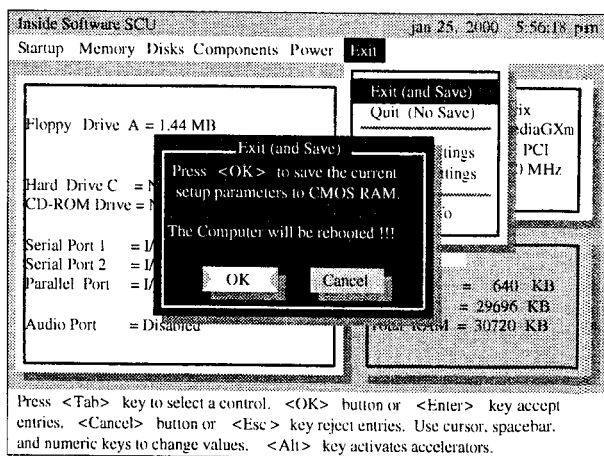 Inside Software SCU jan 25, 2000 5:56:18 pm
Startup Memory Disks Components Power Exit
Exit (and Save)
Quit (No Save)
Floppy Drive A = 1.44 MB
Hard Drive C =
CD-ROM Drive =
Serial Port 1 = I/
Serial Port 2 = I/
Parallel Port = I/
Audio Port = Disabled
Exit (and Save)
Press <OK> to save the current
setup parameters to CMOS RAM.
The Computer will be rebooted !!!
OK Cancel
PCI
MHz
= 640 KB
= 29696 KB
Total RAM = 30720 KB
Press <Tab> key to select a control. <OK> button or <Enter> key accept
entries. <Cancel> button or <Esc> key reject entries. Use cursor, spacebar,
and numeric keys to change values. <Alt> key activates accelerators.